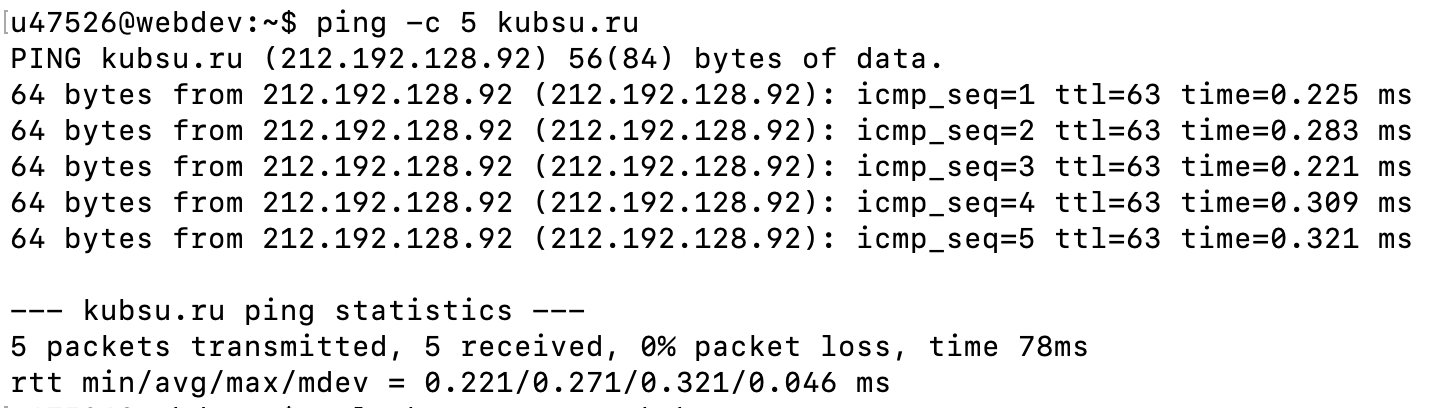 [u47526@webdev:~$ ping -c 5 kubsu.ru
PING kubsu.ru (212.192.128.92) 56(84) bytes of data.
64 bytes from 212.192.128.92 (212.192.128.92): icmp_seq=1 ttl=63 time=0.225 ms
64 bytes from 212.192.128.92 (212.192.128.92): icmp_seq=2 ttl=63 time=0.283 ms
64 bytes from 212.192.128.92 (212.192.128.92): icmp_seq=3 ttl=63 time=0.221 ms
64 bytes from 212.192.128.92 (212.192.128.92): icmp_seq=4 ttl=63 time=0.309 ms
64 bytes from 212.192.128.92 (212.192.128.92): icmp_seq=5 ttl=63 time=0.321 ms
--- kubsu.ru ping statistics ---
5 packets transmitted, 5 received, 0% packet loss, time 78ms
rtt min/avg/max/mdev = 0.221/0.271/0.321/0.046 ms